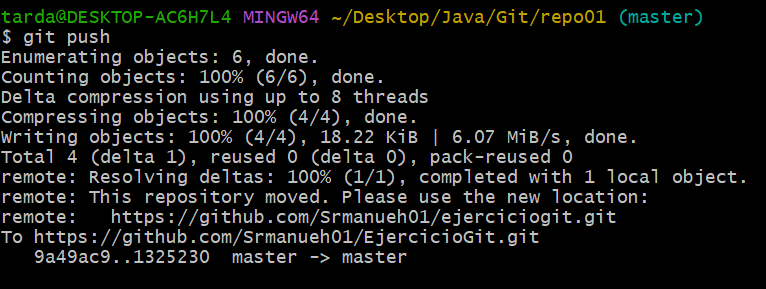 tarda@DESKTOP-AC6H7L4 MINGW64 ~/Desktop/Java/Git/repo01 (master)
$ git push
Enumerating objects: 6, done.
Counting objects: 100% (6/6), done.
Delta compression using up to 8 threads
Compressing objects: 100% (4/4), done.
Writing objects: 100% (4/4), 18.22 KiB | 6.07 MiB/s, done.
Total 4 (delta 1), reused 0 (delta 0), pack-reused 0
remote: Resolving deltas: 100% (1/1), completed with 1 local object.
remote: This repository moved. Please use the new location:
remote:   https://github.com/Srmanueh01/ejerciciogit.git
To https://github.com/Srmanueh01/EjercicioGit.git
   9a49ac9..1325230  master -> master